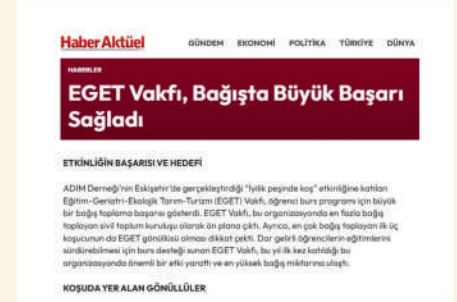 Haber Aktüel
GÜNDEM EKONOMİ POLİTİKA TÜRKİYE DÜNYA
HABERLER
EGET Vakfı, Bağışta Büyük Başarı
Sağladı
ETKİNLİĞİN BAŞARISI VE HEDEFİ
ADIM Derneği'nin Eskişehir'de gerçekleştirdiği "İyilik peşinde koş" etkinliğine katılan
Eğitim-Geriatri-Ekolojik Tarım-Turizm (EGET) Vakfı, öğrenci burs programı için büyük
bir bağış toplama başarısı gösterdi. EGET Vakfı, bu organizasyonda en fazla bağış
toplayan sivil toplum kuruluşu olarak ön plana çıktı. Ayrıca, en çok bağış toplayan ilk üç
koşucunun da EGET gönüllüsü olması dikkat çekti. Dar gelirli öğrencilerin eğitimlerini
sürdürebilmesi için burs desteği sunan EGET Vakfı, bu yıl ilk kez katıldığı bu
organizasyonda önemli bir etki yarattı ve en yüksek bağış miktarına ulaştı.
KOŞUDA YER ALAN GÖNÜLLÜLER